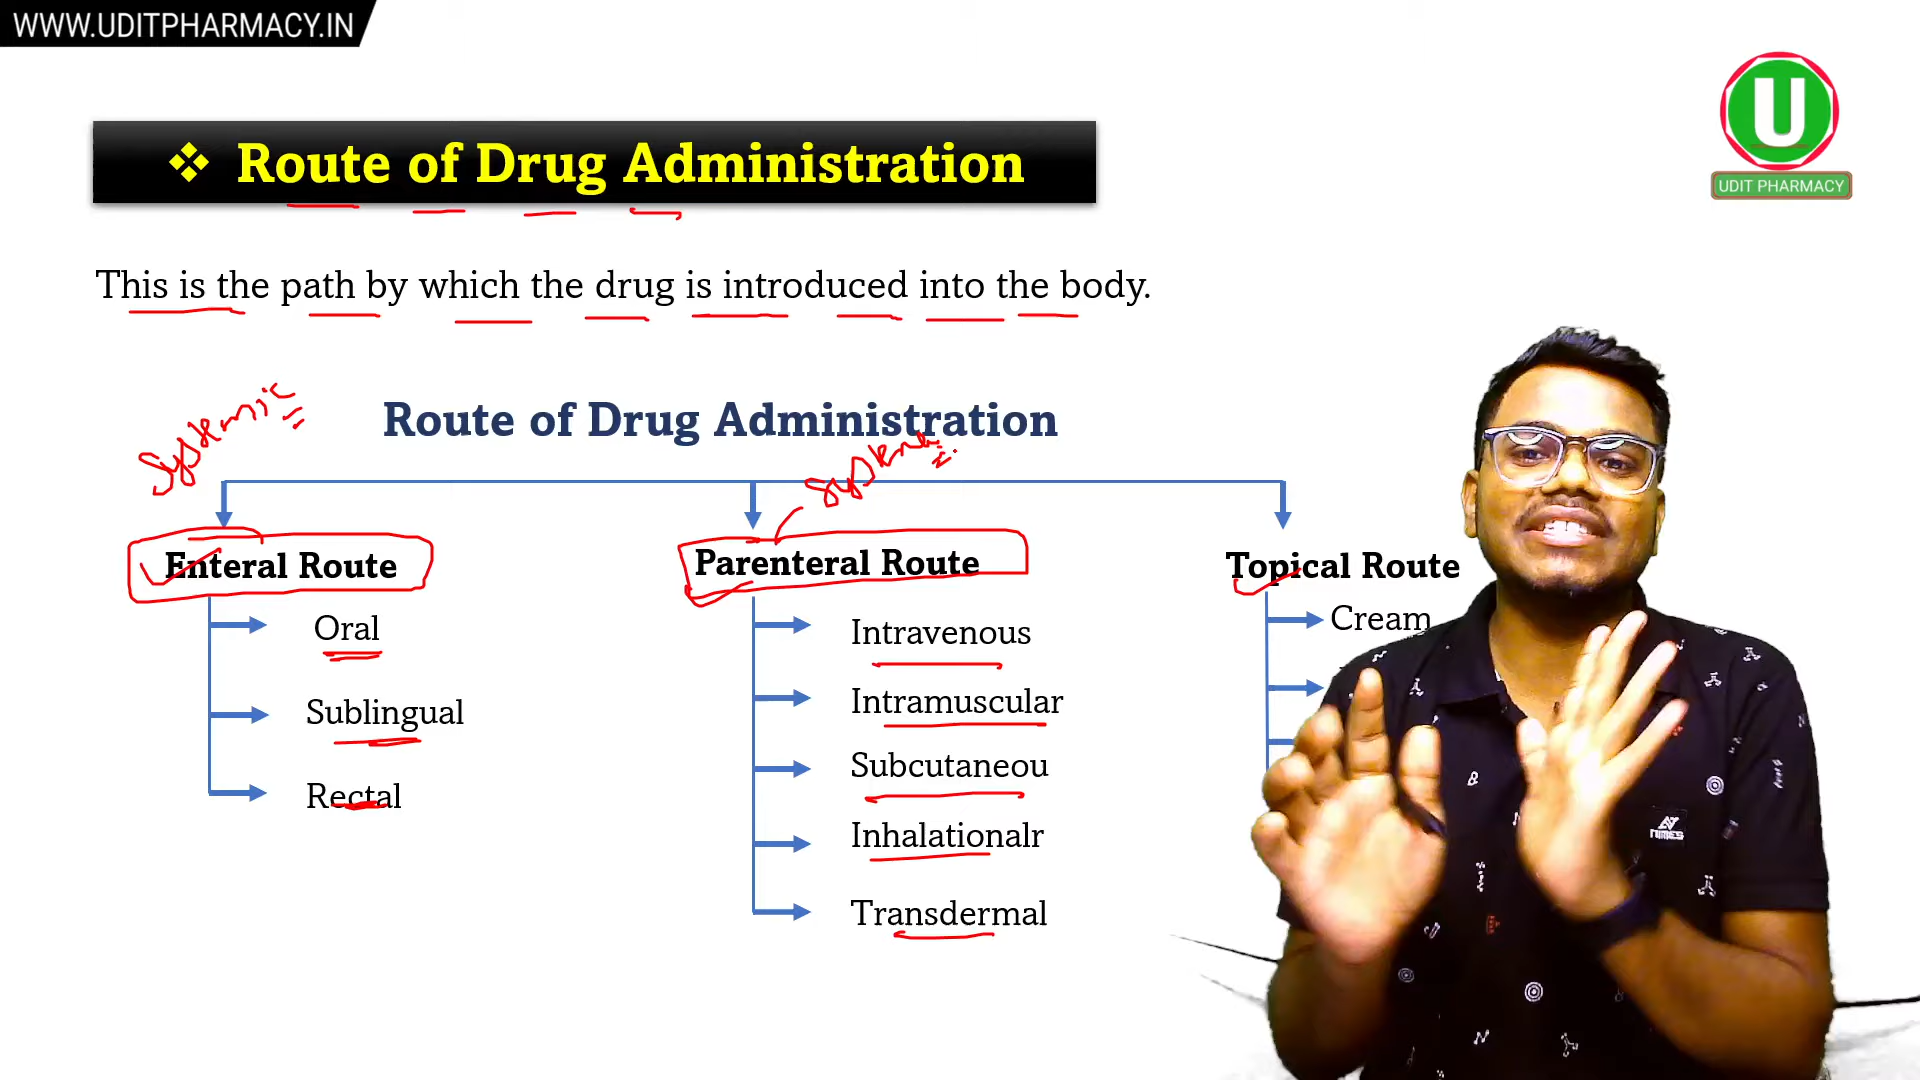 WWW.UDITPHARMACY.IN
U
UDIT PHARMACY
❖ Route of Drug Administration
This is the path by which the drug is introduced into the body.
Systemic
Route of Drug Administration
Enteral Route
Oral
Sublingual
Rectal
Parenteral Route
Intravenous
Intramuscular
Subcutaneou
Inhalationalr
Transdermal
Topical Route
Cream
NIMES